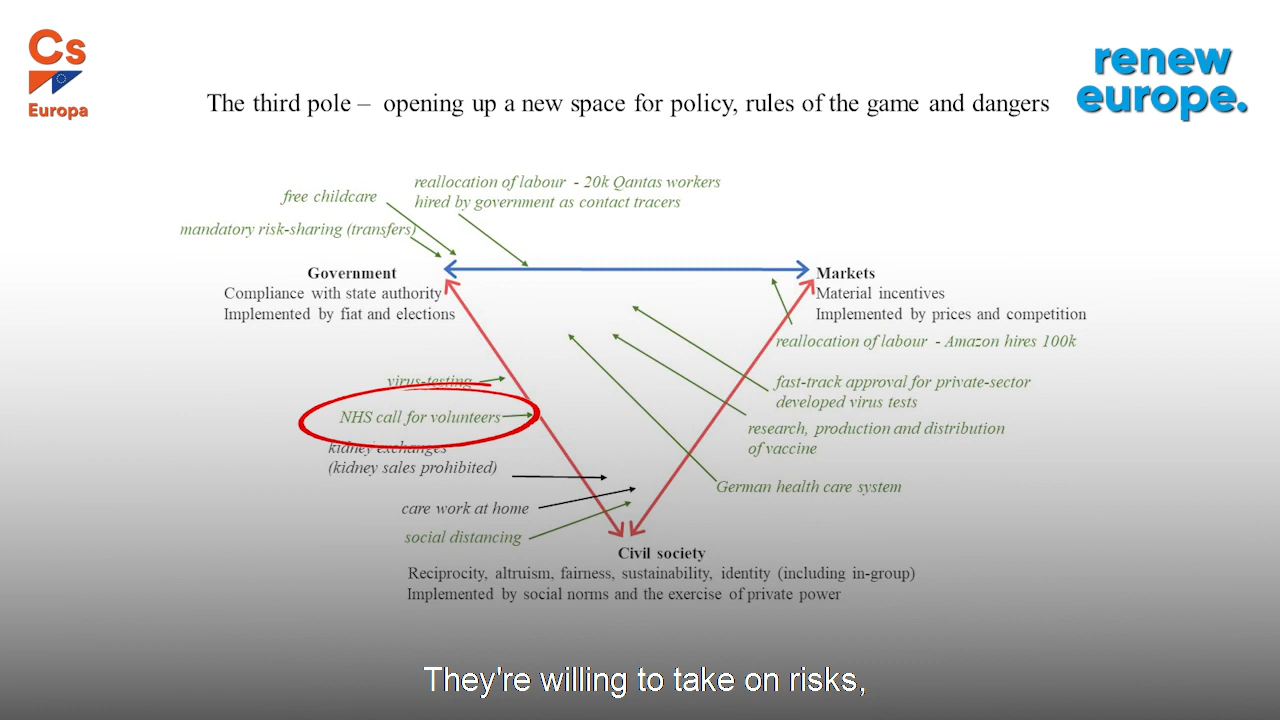 Cs
Europa
renew
europe.
The third pole – opening up a new space for policy, rules of the game and dangers
free childcare
reallocation of labour - 20k Qantas workers
hired by government as contact tracers
mandatory risk-sharing (transfers)
Government
Compliance with state authority
Implemented by fiat and elections
Markets
Material incentives
Implemented by prices and competition
reallocation of labour - Amazon hires 100k
virus-testing
fast-track approval for private-sector
developed virus tests
NHS call for volunteers
research, production and distribution
of vaccine
kidney exchanges
(kidney sales prohibited)
German health care system
care work at home
social distancing
Civil society
Reciprocity, altruism, fairness, sustainability, identity (including in-group)
Implemented by social norms and the exercise of private power
They're willing to take on risks,